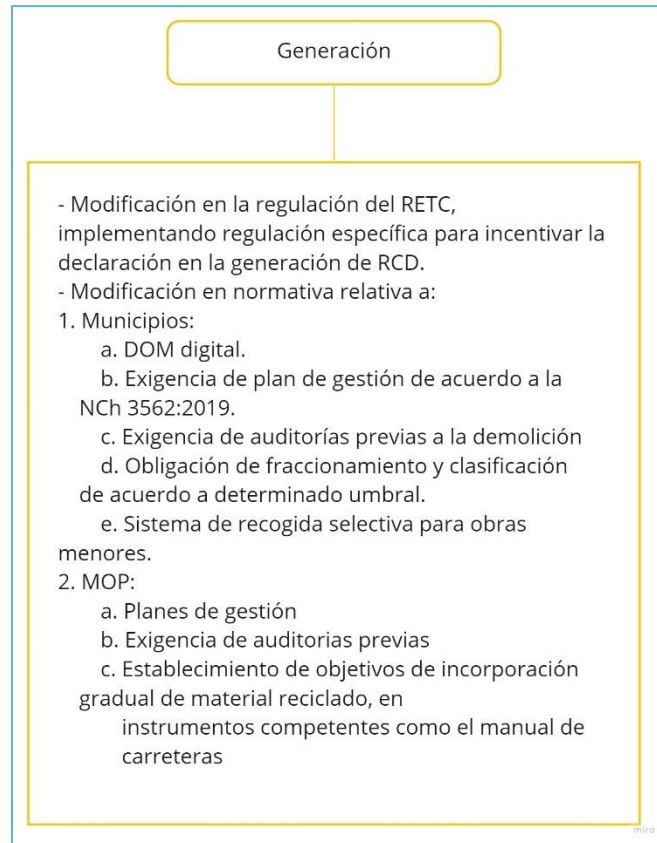 Generación
- Modificación en la regulación del RETC,
implementando regulación específica para incentivar la
declaración en la generación de RCD.
- Modificación en normativa relativa a:
1. Municipios:
a. DOM digital.
b. Exigencia de plan de gestión de acuerdo a la
NCh 3562:2019.
c. Exigencia de auditorías previas a la demolición
d. Obligación de fraccionamiento y clasificación
de acuerdo a determinado umbral.
e. Sistema de recogida selectiva para obras
menores.
2. MOP:
a. Planes de gestión
b. Exigencia de auditorias previas
c. Establecimiento de objetivos de incorporación
gradual de material reciclado, en
instrumentos competentes como el manual de
carreteras
miro